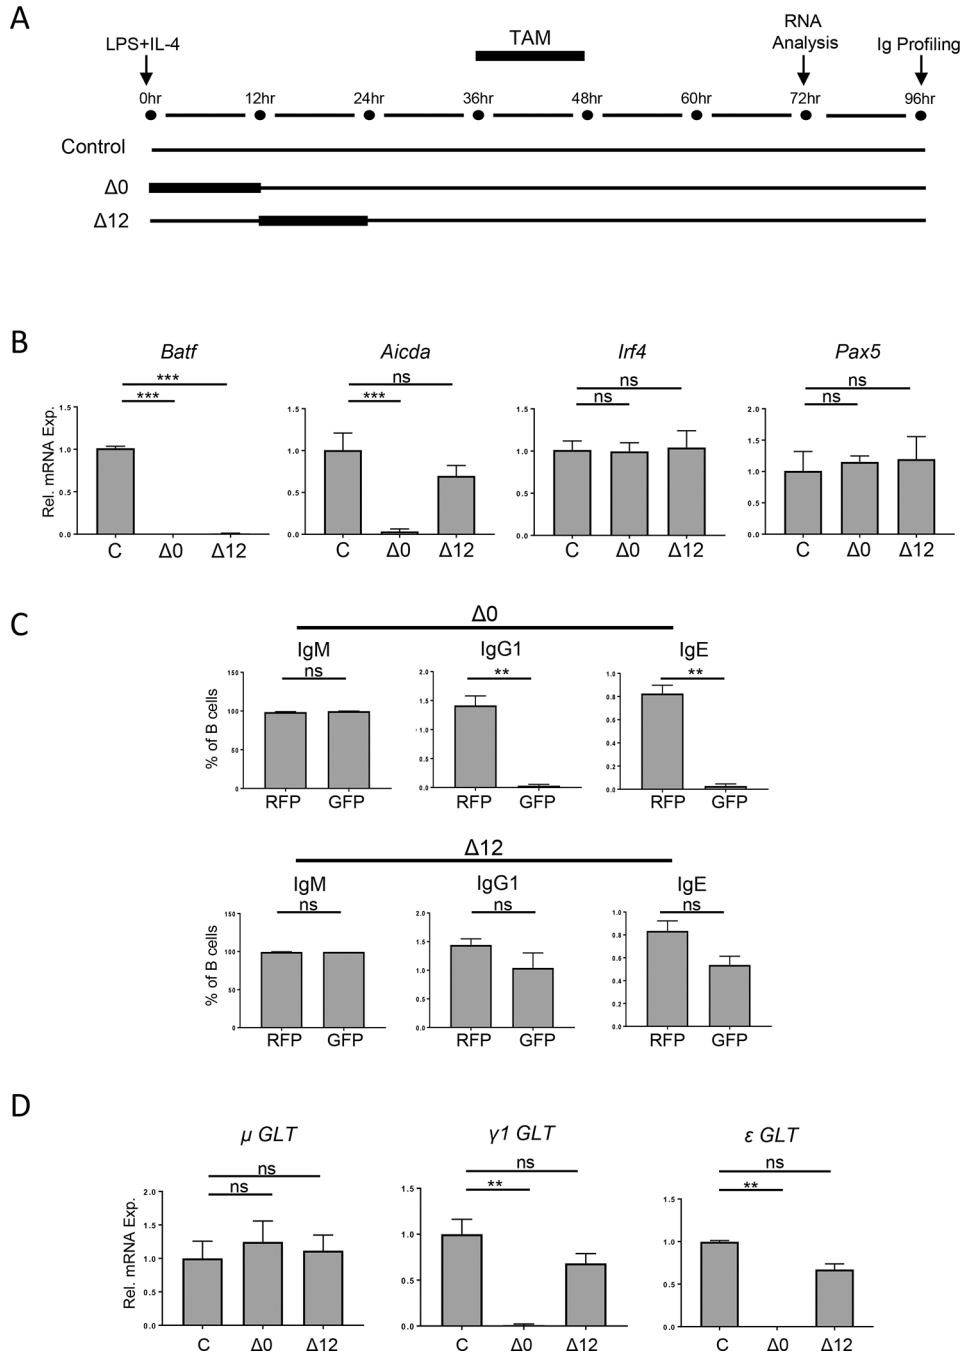 A
LPS+IL-4
TAM
RNA
Analysis
Ig Profiling
0hr 12hr 24hr 36hr 48hr 60hr 72hr 96hr
Control
Δ0
Δ12
B
Batf Aicda Irf4 Pax5
*** ns ns ns
*** *** ns ns
Rel. mRNA Exp.
1.5 1.0 0.5 0.0
C Δ0 Δ12
1.5 1.0 0.5 0.0
C Δ0 Δ12
1.5 1.0 0.5 0.0
C Δ0 Δ12
2.0 1.5 1.0 0.5 0.0
C Δ0 Δ12
C
Δ0
IgM IgG1 IgE
ns ** **
% of B cells
150 100 50 0
RFP GFP
2.0 1.5 1.0 0.5 0.0
RFP GFP
1.0 0.8 0.6 0.4 0.2 0.0
RFP GFP
Δ12
IgM IgG1 IgE
ns ns ns
% of B cells
150 100 50 0
RFP GFP
2.0 1.5 1.0 0.5 0.0
RFP GFP
1.0 0.8 0.6 0.4 0.2 0.0
RFP GFP
D
μ GLT γ1 GLT ε GLT
ns ns ns
ns ** **
Rel. mRNA Exp.
2.0 1.5 1.0 0.5 0.0
C Δ0 Δ12
1.5 1.0 0.5 0.0
C Δ0 Δ12
1.5 1.0 0.5 0.0
C Δ0 Δ12